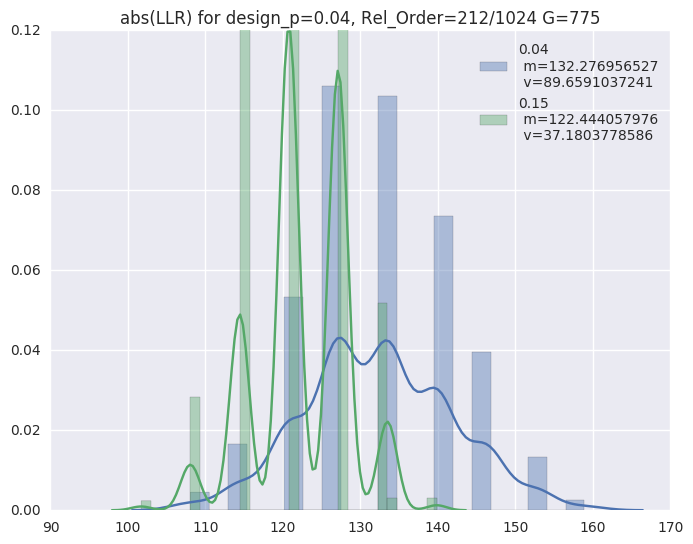 abs(LLR) for design_p=0.04, Rel_Order=212/1024 G=775
0.04
m=132.276956527
v=89.6591037241
0.15
m=122.444057976
v=37.1803778586
0.12
0.10
0.08
0.06
0.04
0.02
0.00
90 100 110 120 130 140 150 160 170